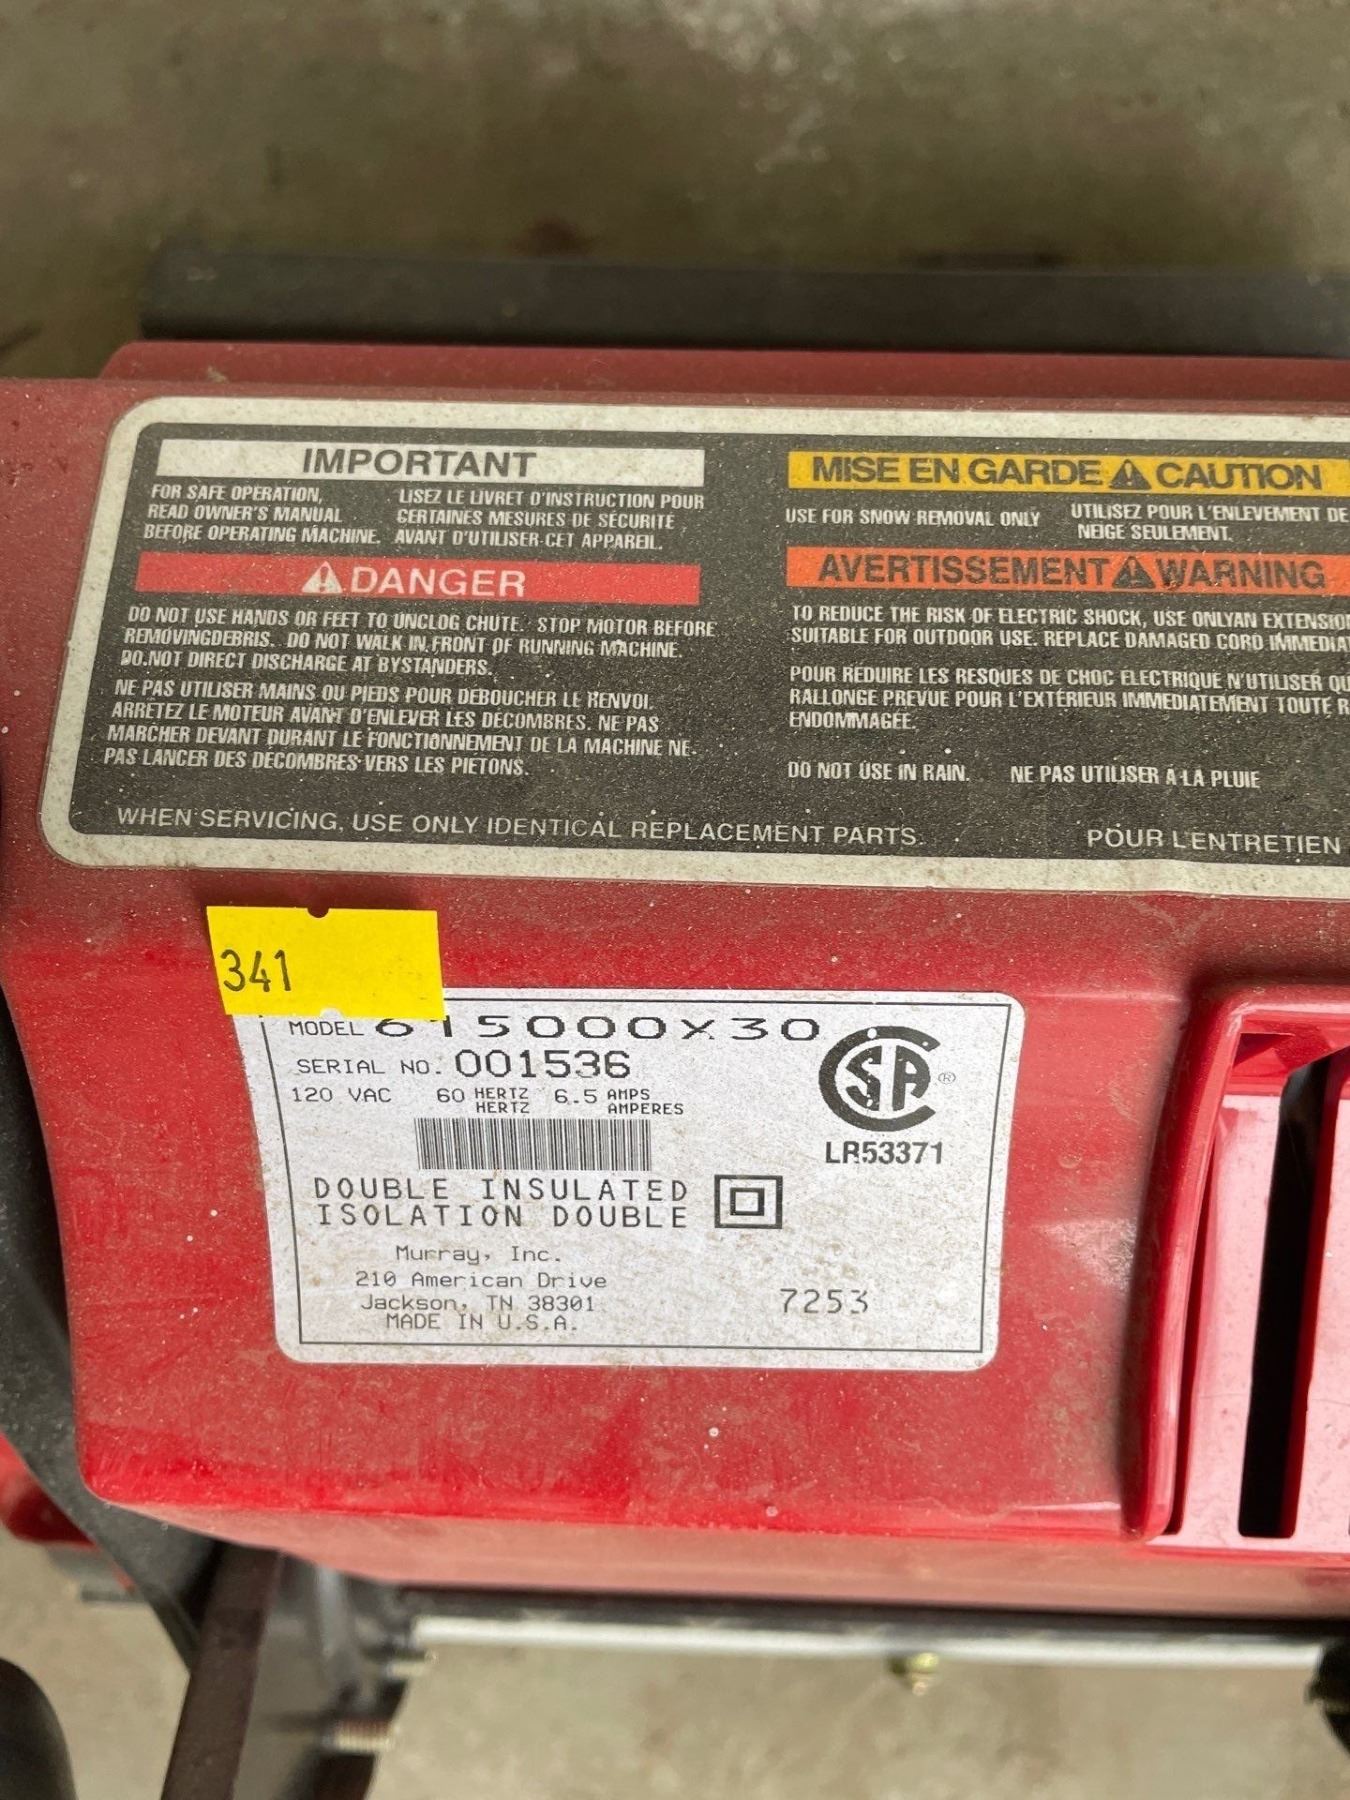 IMPORTANT
FOR SAFE OPERATION,
READ OWNER'S MANUAL
BEFORE OPERATING MACHINE.
LISEZ LE LIVRET D'INSTRUCTION POUR
CERTAINES MESURES DE SÉCURITÉ
AVANT D'UTILISER CET APPAREIL.
DANGER
DO NOT USE HANDS OR FEET TO UNCLOG CHUTE. STOP MOTOR BEFORE
REMOVINGDEBRIS. DO NOT WALK IN FRONT OF RUNNING MACHINE.
DO NOT DIRECT DISCHARGE AT BYSTANDERS.
NE PAS UTILISER MAINS OU PIEDS POUR DEBOUCHER LE RENVOI.
ARRETEZ LE MOTEUR AVANT D'ENLEVER LES DECOMBRES. NE PAS
MARCHER DEVANT DURANT LE FONCTIONNEMENT DE LA MACHINE NE
PAS LANCER DES DECOMBRES VERS LES PIETONS.
WHEN SERVICING, USE ONLY IDENTICAL REPLACEMENT PARTS.
MISE EN GARDE CAUTION
USE FOR SNOW REMOVAL ONLY
UTILISEZ POUR L'ENLEVEMENT DE
NEIGE SEULEMENT.
AVERTISSEMENT WARNING
TO REDUCE THE RISK OF ELECTRIC SHOCK, USE ONLYAN EXTENSION
SUITABLE FOR OUTDOOR USE. REPLACE DAMAGED CORD
POUR REDUIRE LES RESQUES DE CHOC ELECTRIQUE N'UTILISER
RALLONGE PREVUE POUR L'EXTÉRIEUR IMMEDIATEMENT TOUTE
ENDOMMAGÉE.
DO NOT USE IN RAIN. NE PAS UTILISER A LA PLUIE
POUR L'ENTRETIEN
341
MODEL 615000X30
SERIAL NO. 001536
120 VAC 60 HERTZ 6.5 AMPS
HERTZ AMPERES
LR53371
DOUBLE INSULATED
ISOLATION DOUBLE
Murray, Inc.
210 American Drive
Jackson, TN 38301
MADE IN U.S.A.
7253